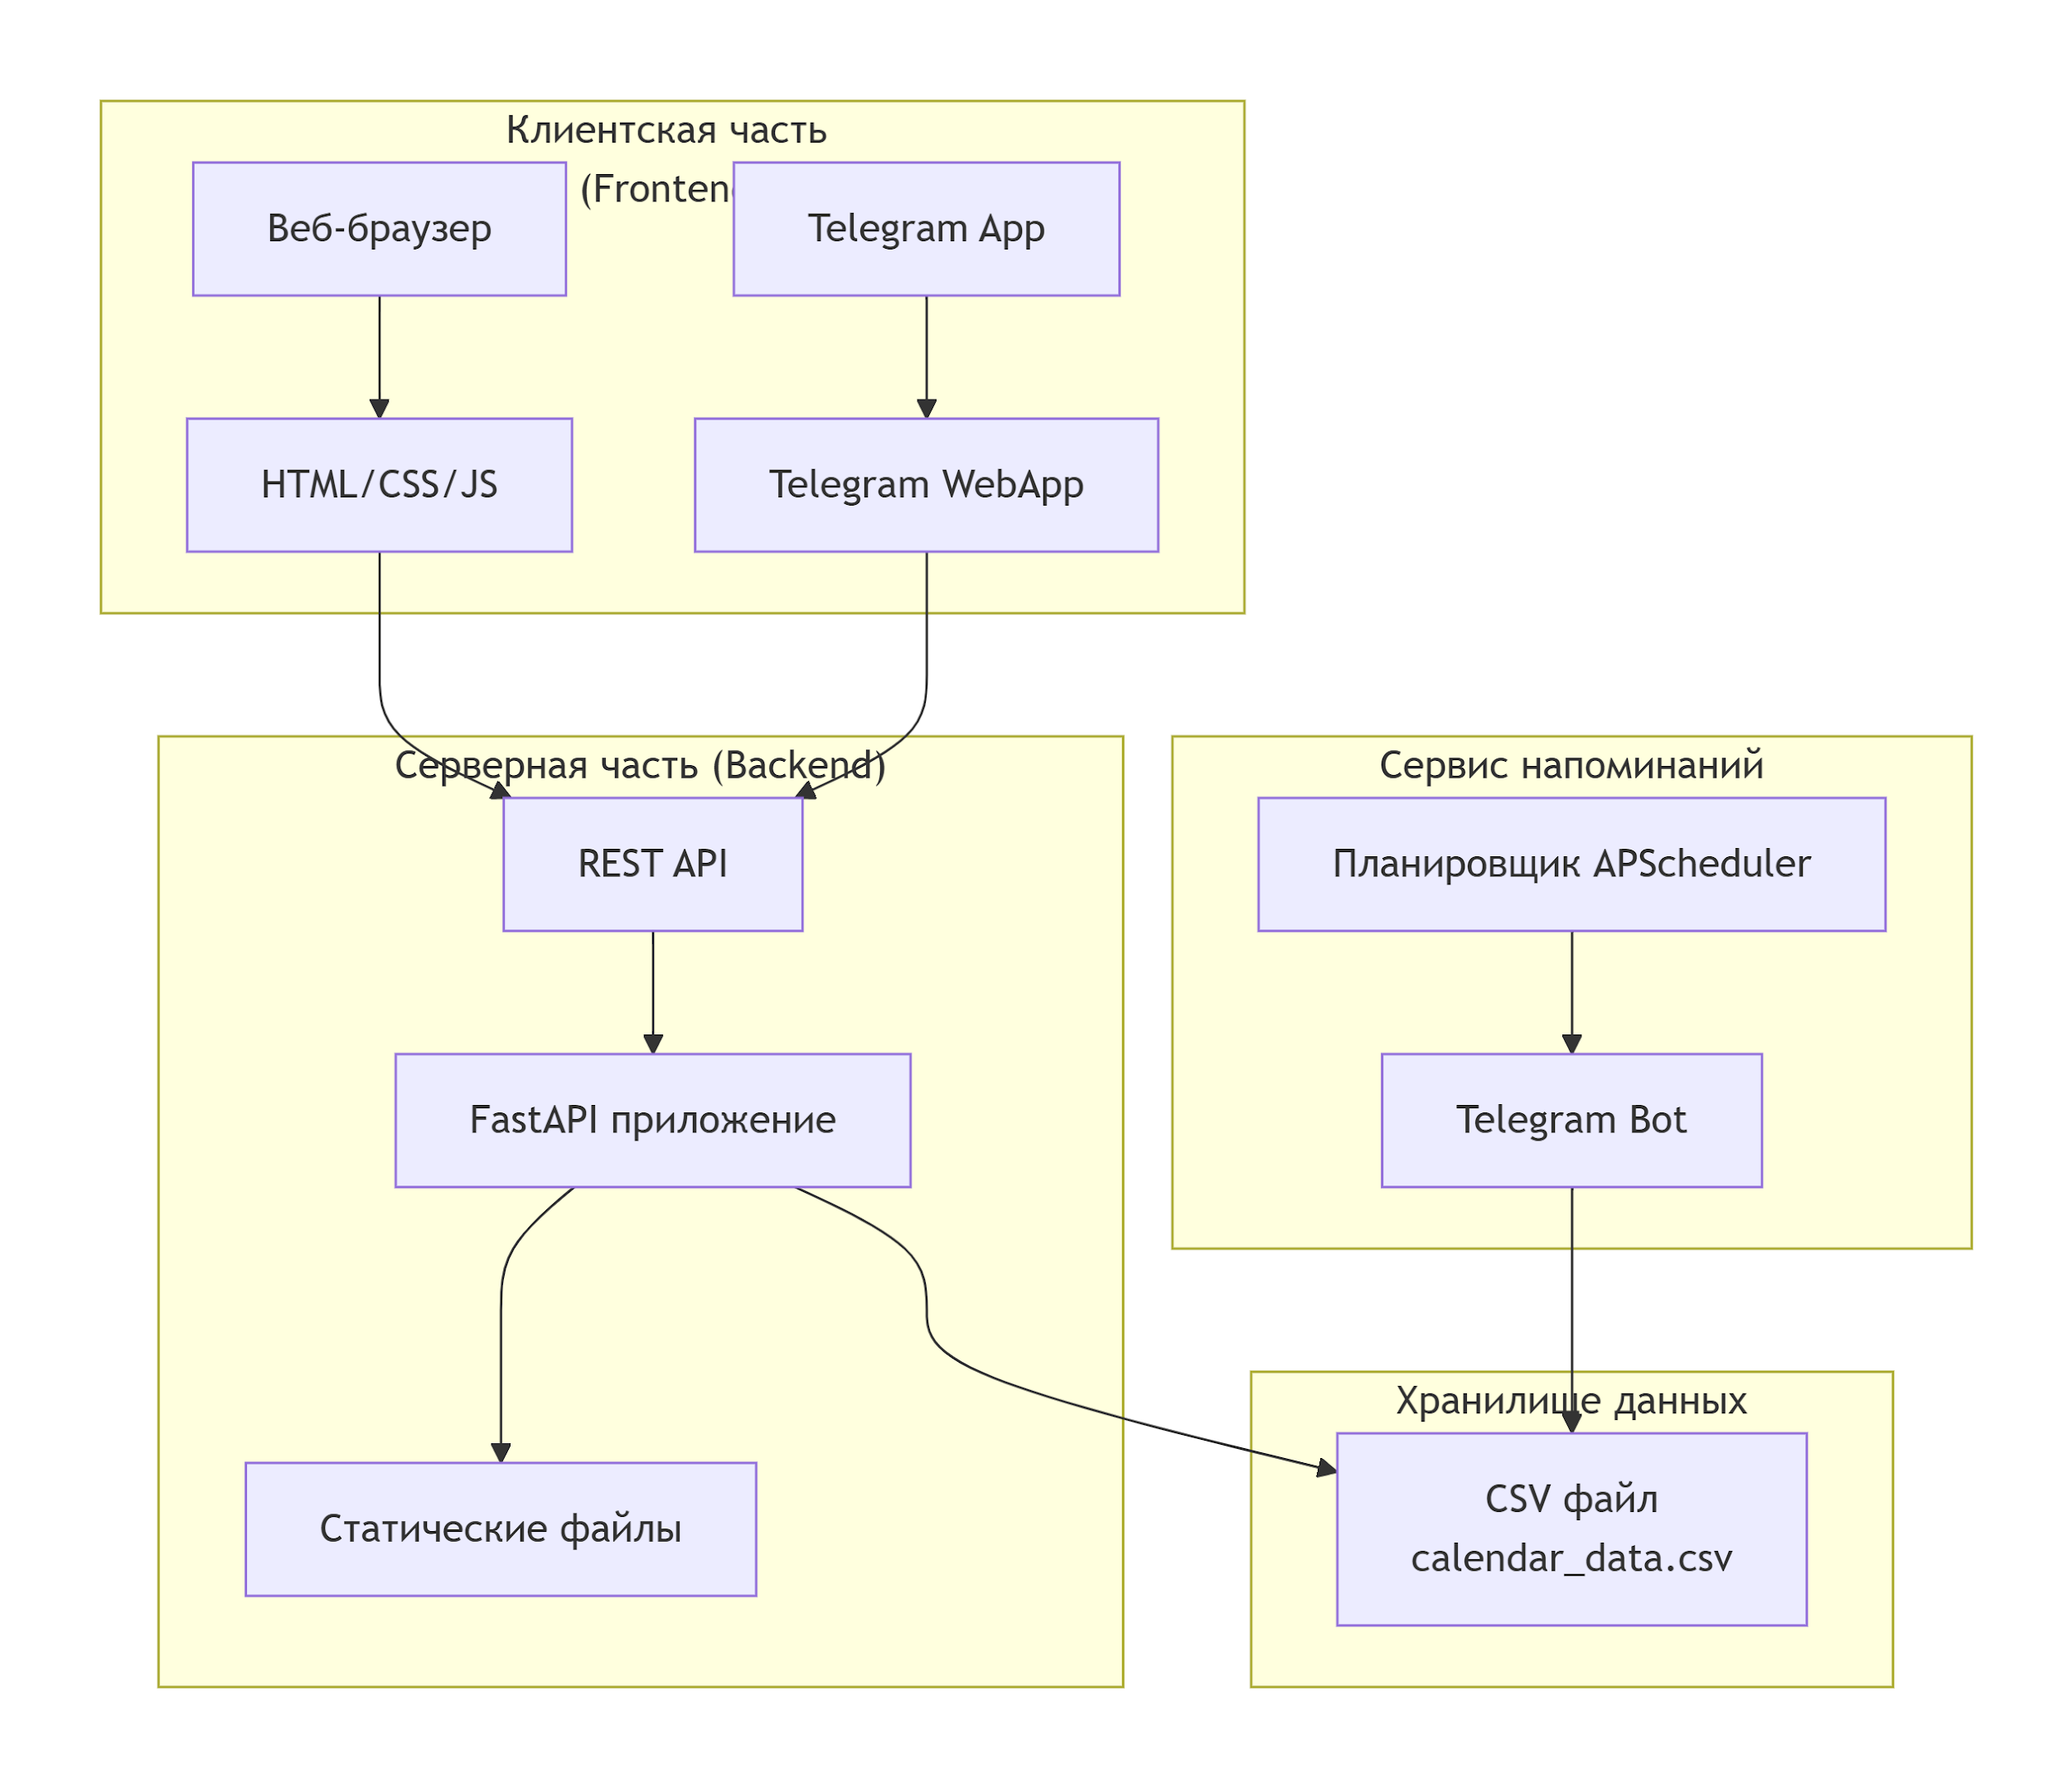 Клиентская часть
(Fronten
Веб-браузер
Telegram App
HTML/CSS/JS
Telegram WebApp
Серверная часть (Backend)
Сервис напоминаний
REST API
Планировщик APScheduler
FastAPI приложение
Telegram Bot
Хранилище данных
Статические файлы
CSV файл
calendar_data.csv